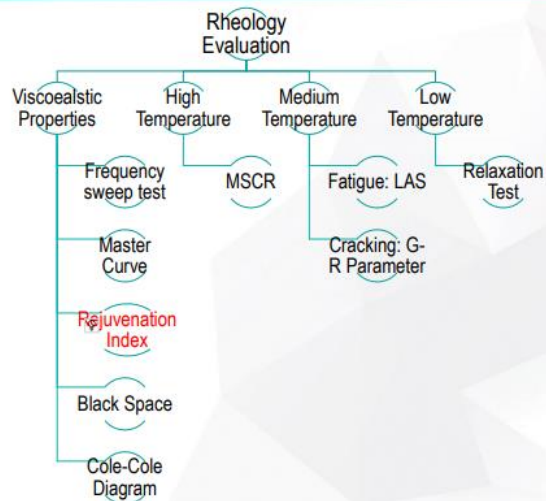 Rheology
Evaluation
Viscoealstic
Properties
High
Temperature
Medium
Temperature
Low
Temperature
Frequency
sweep test
MSCR
Fatigue: LAS
Relaxation
Test
Master
Curve
Cracking: G-
R Parameter
Rejuvenation
Index
Black Space
Cole-Cole
Diagram